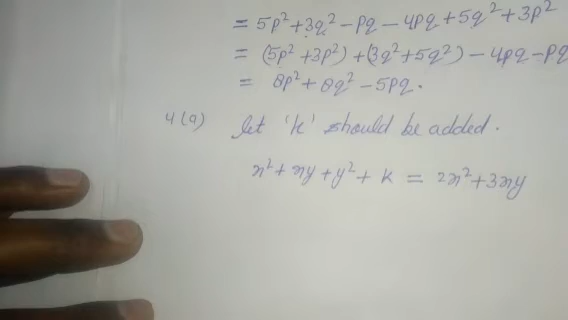 = 5p² + 3q² - pq - 4pq + 5q² + 3p²
= (5p² + 3p²) + (3q² + 5q²) - 4pq - pq
= 8p² + 8q² - 5pq.
4(a) let 'k' should be added.
x² + xy + y² + k = 2x² + 3xy